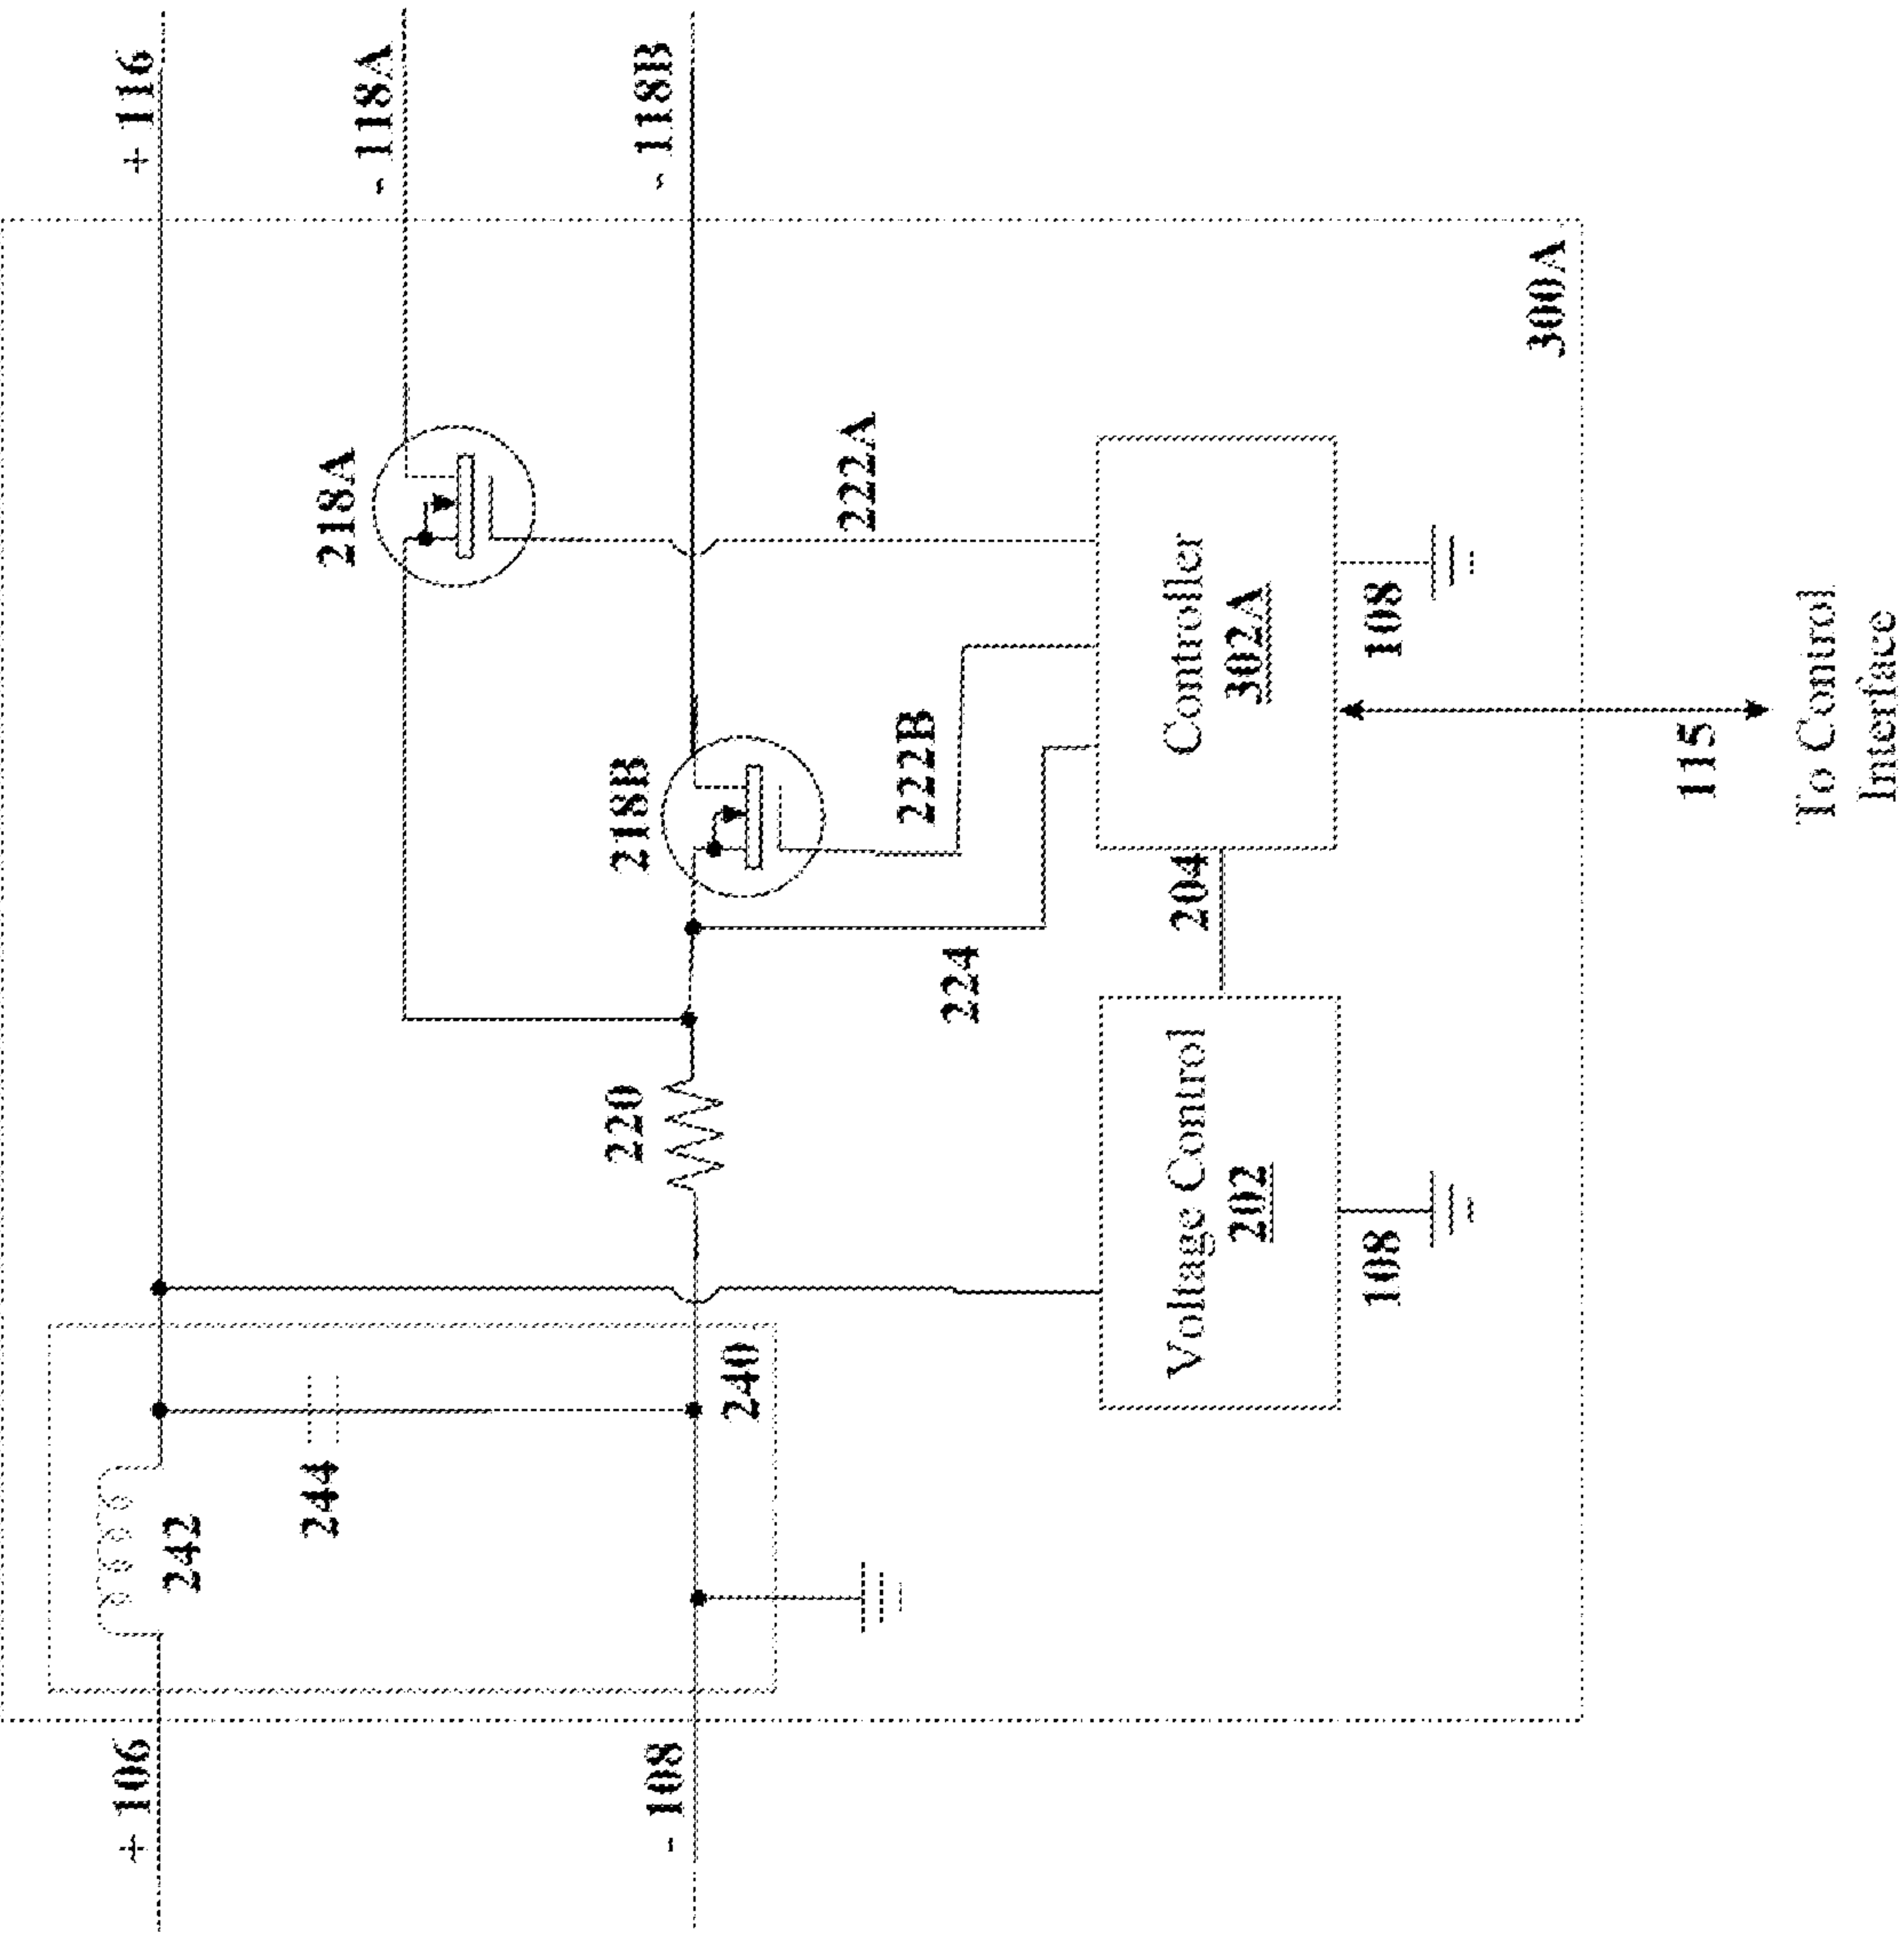 + 116
- 118A
- 118B
218A
222A
218B
222B
224
220
Controller
302A
108
204
Voltage Control
202
108
115
To Control
Interface
300A
240
244
242
+ 106
- 108